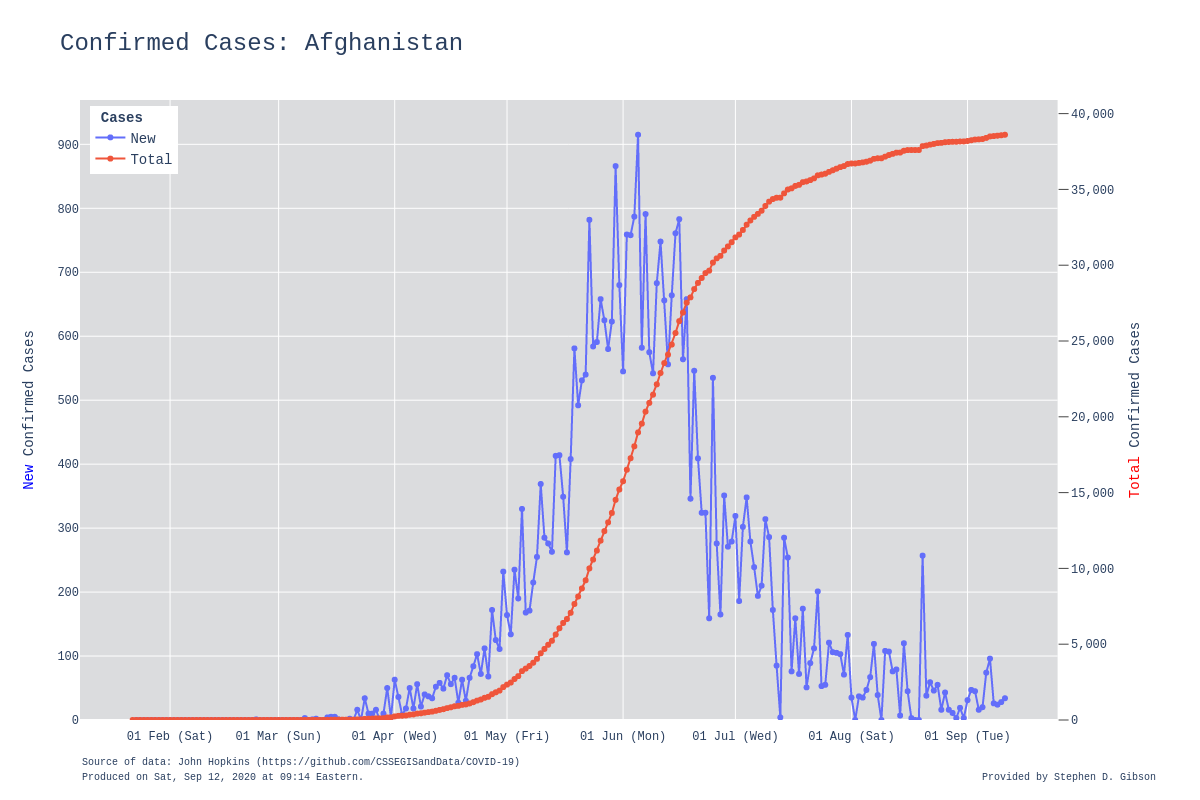 Confirmed Cases: Afghanistan
Cases
New
Total
900
800
700
600
500
400
300
200
100
0
40,000
35,000
30,000
25,000
20,000
15,000
10,000
5,000
0
New Confirmed Cases
Total Confirmed Cases
01 Feb (Sat) 01 Mar (Sun) 01 Apr (Wed) 01 May (Fri) 01 Jun (Mon) 01 Jul (Wed) 01 Aug (Sat) 01 Sep (Tue)
Source of data: John Hopkins (https://github.com/CSSEGISandData/COVID-19)
Produced on Sat, Sep 12, 2020 at 09:14 Eastern.
Provided by Stephen D. Gibson